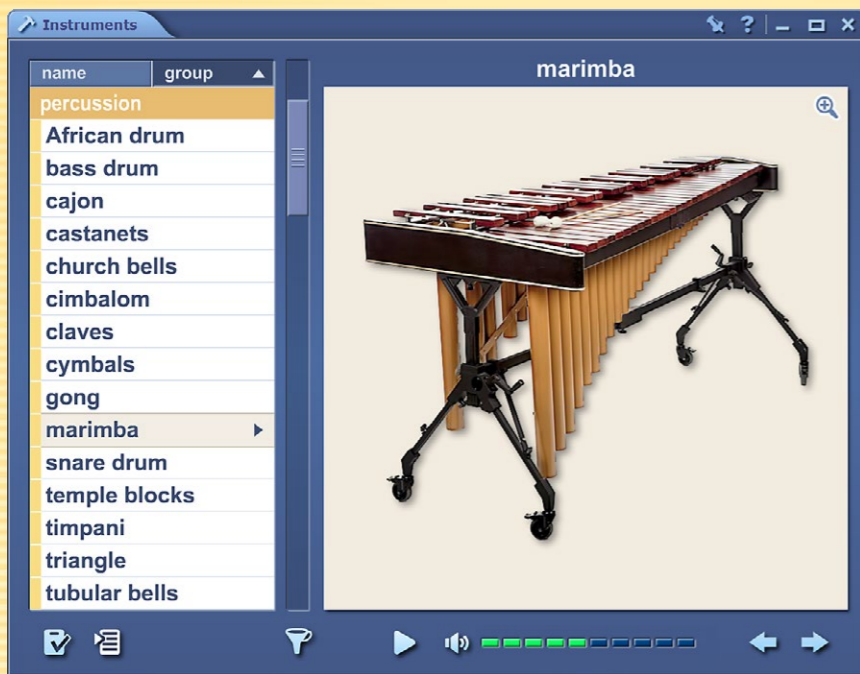 Instruments
?
name group
marimba
percussion
African drum
bass drum
cajon
castanets
church bells
cimbalom
claves
cymbals
gong
marimba
snare drum
temple blocks
timpani
triangle
tubular bells